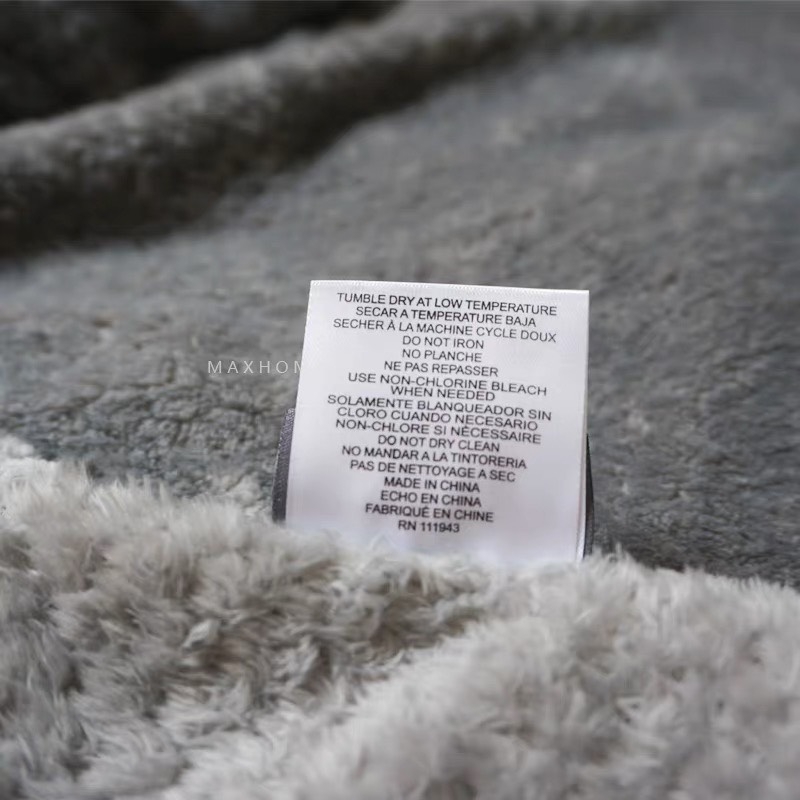 TUMBLE DRY AT LOW TEMPERATURE
SECAR A TEMPERATURE BAJA
SECHER À LA MACHINE CYCLE DOUX
DO NOT IRON
NO PLANCHE
NE PAS REPASSER
USE NON-CHLORINE BLEACH
WHEN NEEDED
SOLAMENTE BLANQUEADOR SIN
CLORO CUANDO NECESARIO
NON-CHLORE SI NÉCESSAIRE
DO NOT DRY CLEAN
NO MANDAR A LA TINTORERIA
PAS DE NETTOYAGE A SEC
MADE IN CHINA
ECHO EN CHINA
FABRIQUÉ EN CHINE
RN 111943
MAXHOM